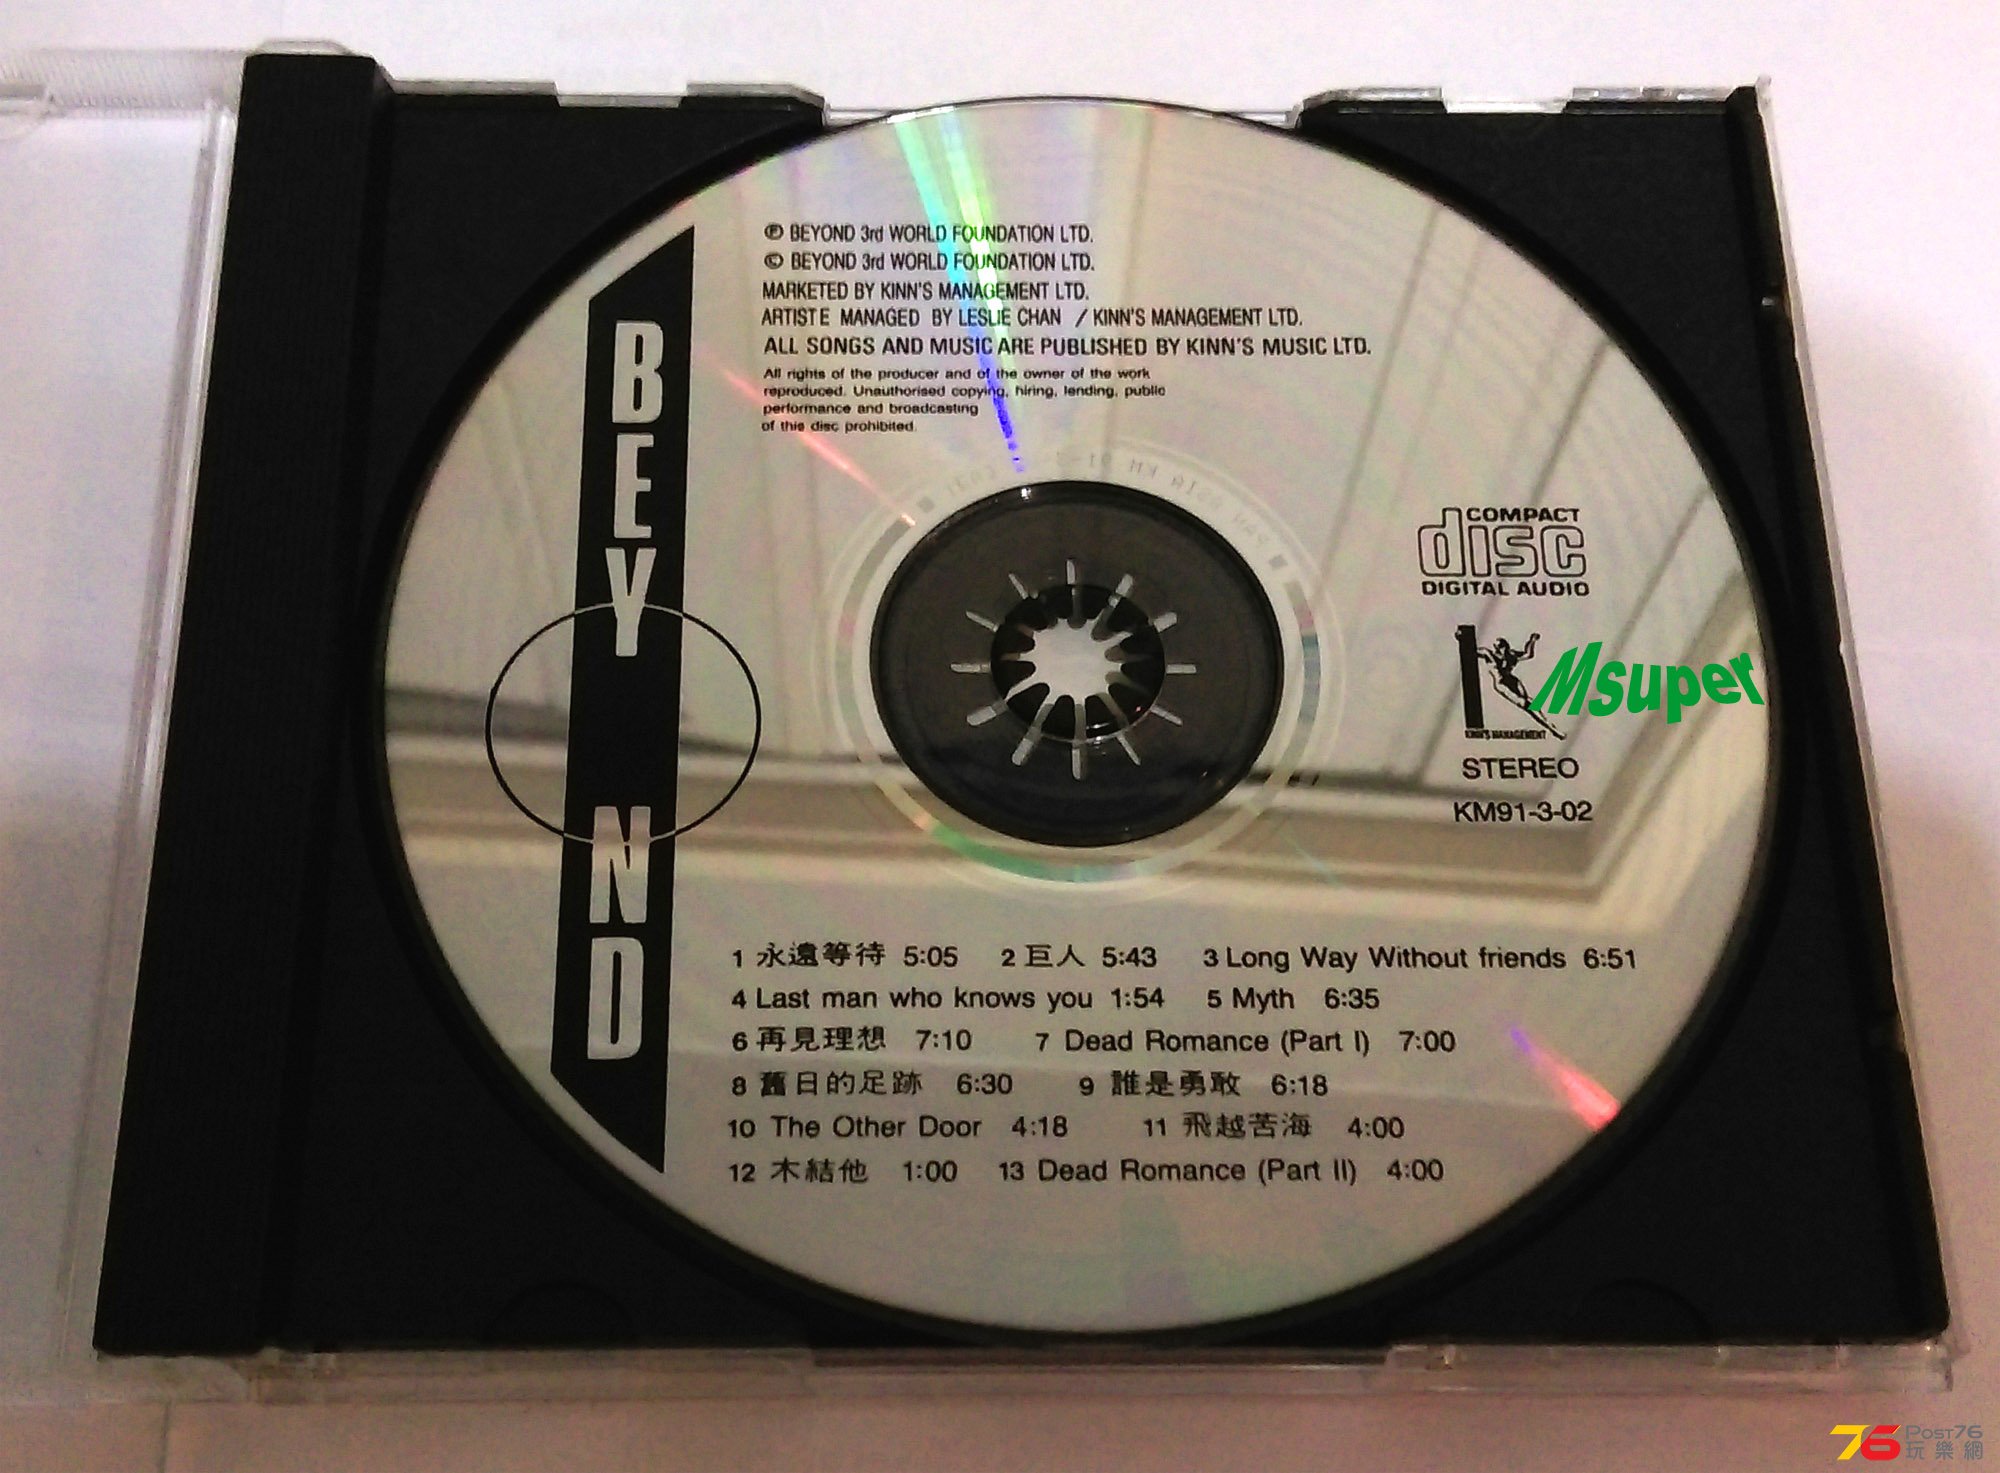 ℗ BEYOND 3rd WORLD FOUNDATION LTD.
© BEYOND 3rd WORLD FOUNDATION LTD.
MARKETED BY KINN'S MANAGEMENT LTD.
ARTISTE MANAGED BY LESLIE CHAN / KINN'S MANAGEMENT LTD.
ALL SONGS AND MUSIC ARE PUBLISHED BY KINN'S MUSIC LTD.
All rights of the producer and of the owner of the work
reproduced. Unauthorised copying, hiring, lending, public
performance and broadcasting
of this disc prohibited.
BEY ND
COMPACT
disc
DIGITAL AUDIO
Msuper
KINN'S MANAGEMENT
STEREO
KM91-3-02
1 永遠等待 5:05 2 巨人 5:43 3 Long Way Without friends 6:51
4 Last man who knows you 1:54 5 Myth 6:35
6 再見理想 7:10 7 Dead Romance (Part I) 7:00
8 舊日的足跡 6:30 9 誰是勇敢 6:18
10 The Other Door 4:18 11 飛越苦海 4:00
12 木結他 1:00 13 Dead Romance (Part II) 4:00
76 Post76
玩樂網